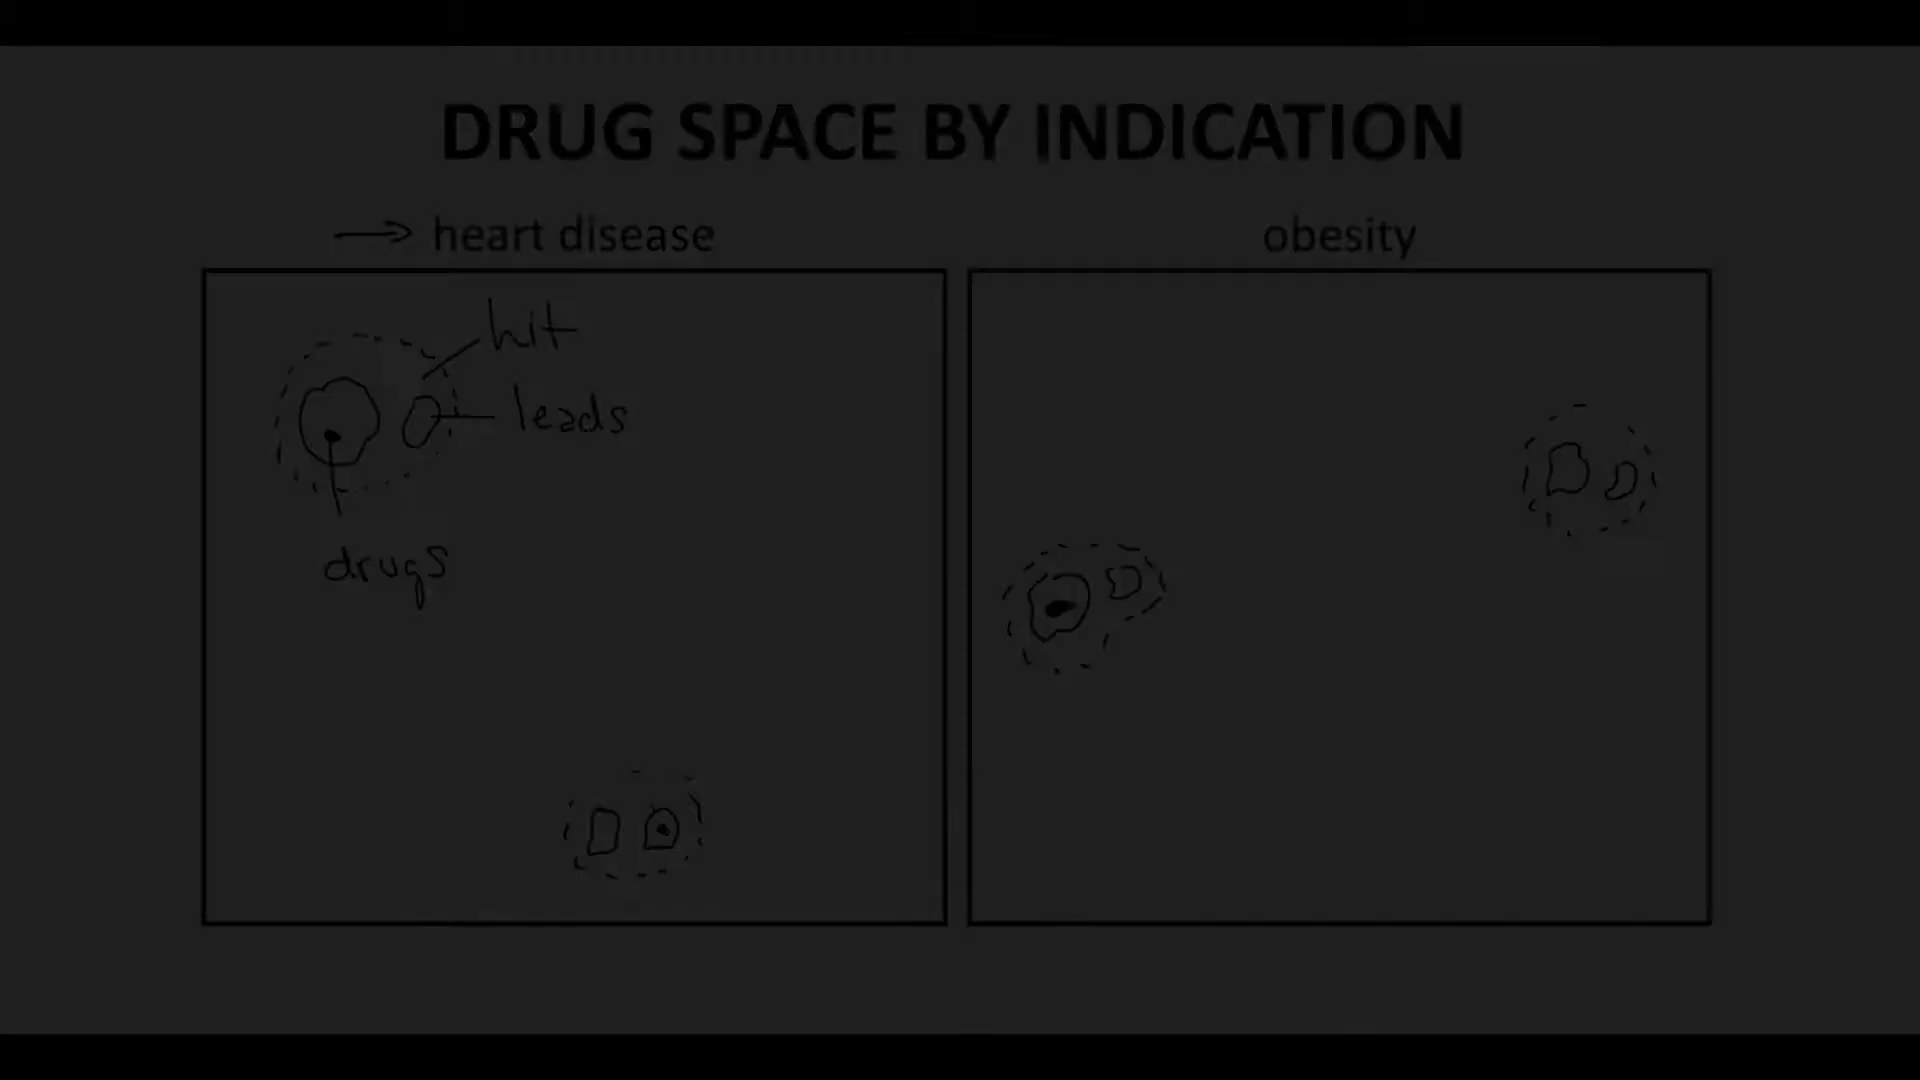 DRUG SPACE BY INDICATION
heart disease
obesity
hit
leads
drugs